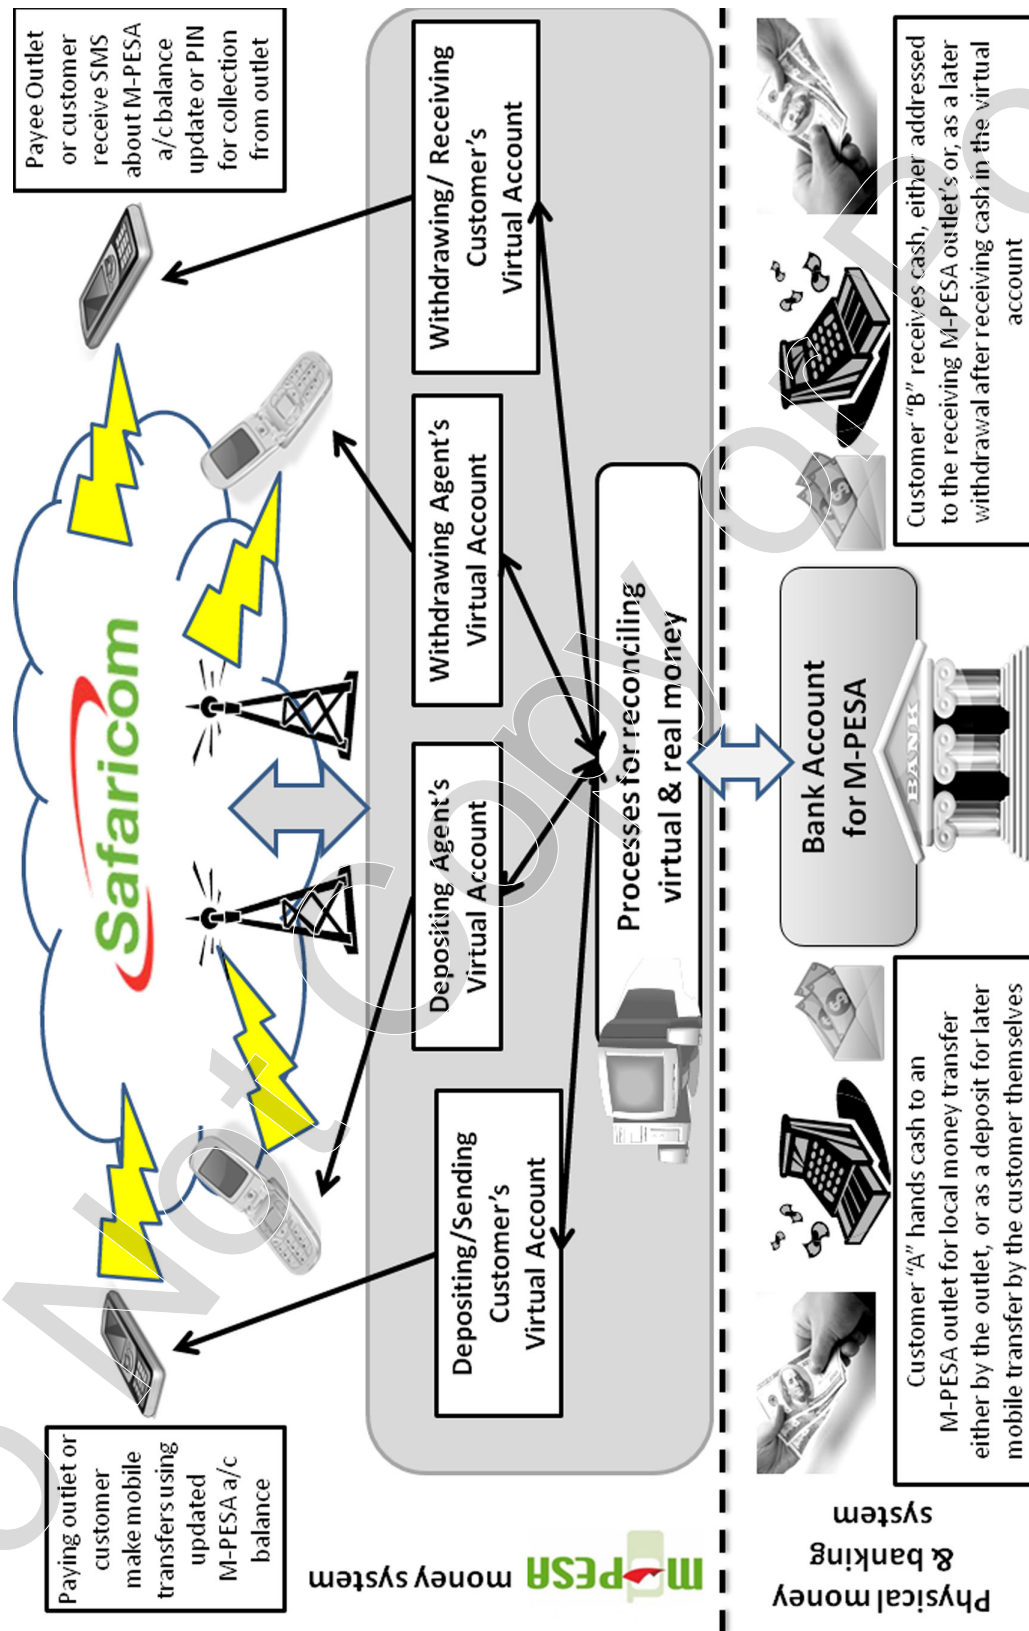 Paying outlet or
customer
make mobile
transfers using
updated
M-PESA a/c
balance
Safaricom
Payee Outlet
or customer
receive SMS
about M-PESA
a/c balance
update or PIN
for collection
from outlet
M-PESA money system
Depositing/Sending
Customer's
Virtual Account
Depositing Agent's
Virtual Account
Withdrawing Agent's
Virtual Account
Withdrawing/ Receiving
Customer's
Virtual Account
Processes for reconciling
virtual & real money
Physical money
& banking
system
Customer "A" hands cash to an
M-PESA outlet for local money transfer
either by the outlet, or as a deposit for later
mobile transfer by the customer themselves
Bank Account
for M-PESA
BANK
Customer "B" receives cash, either addressed
to the receiving M-PESA outlet's or, as a later
withdrawal after receiving cash in the virtual
account
Not Copy or